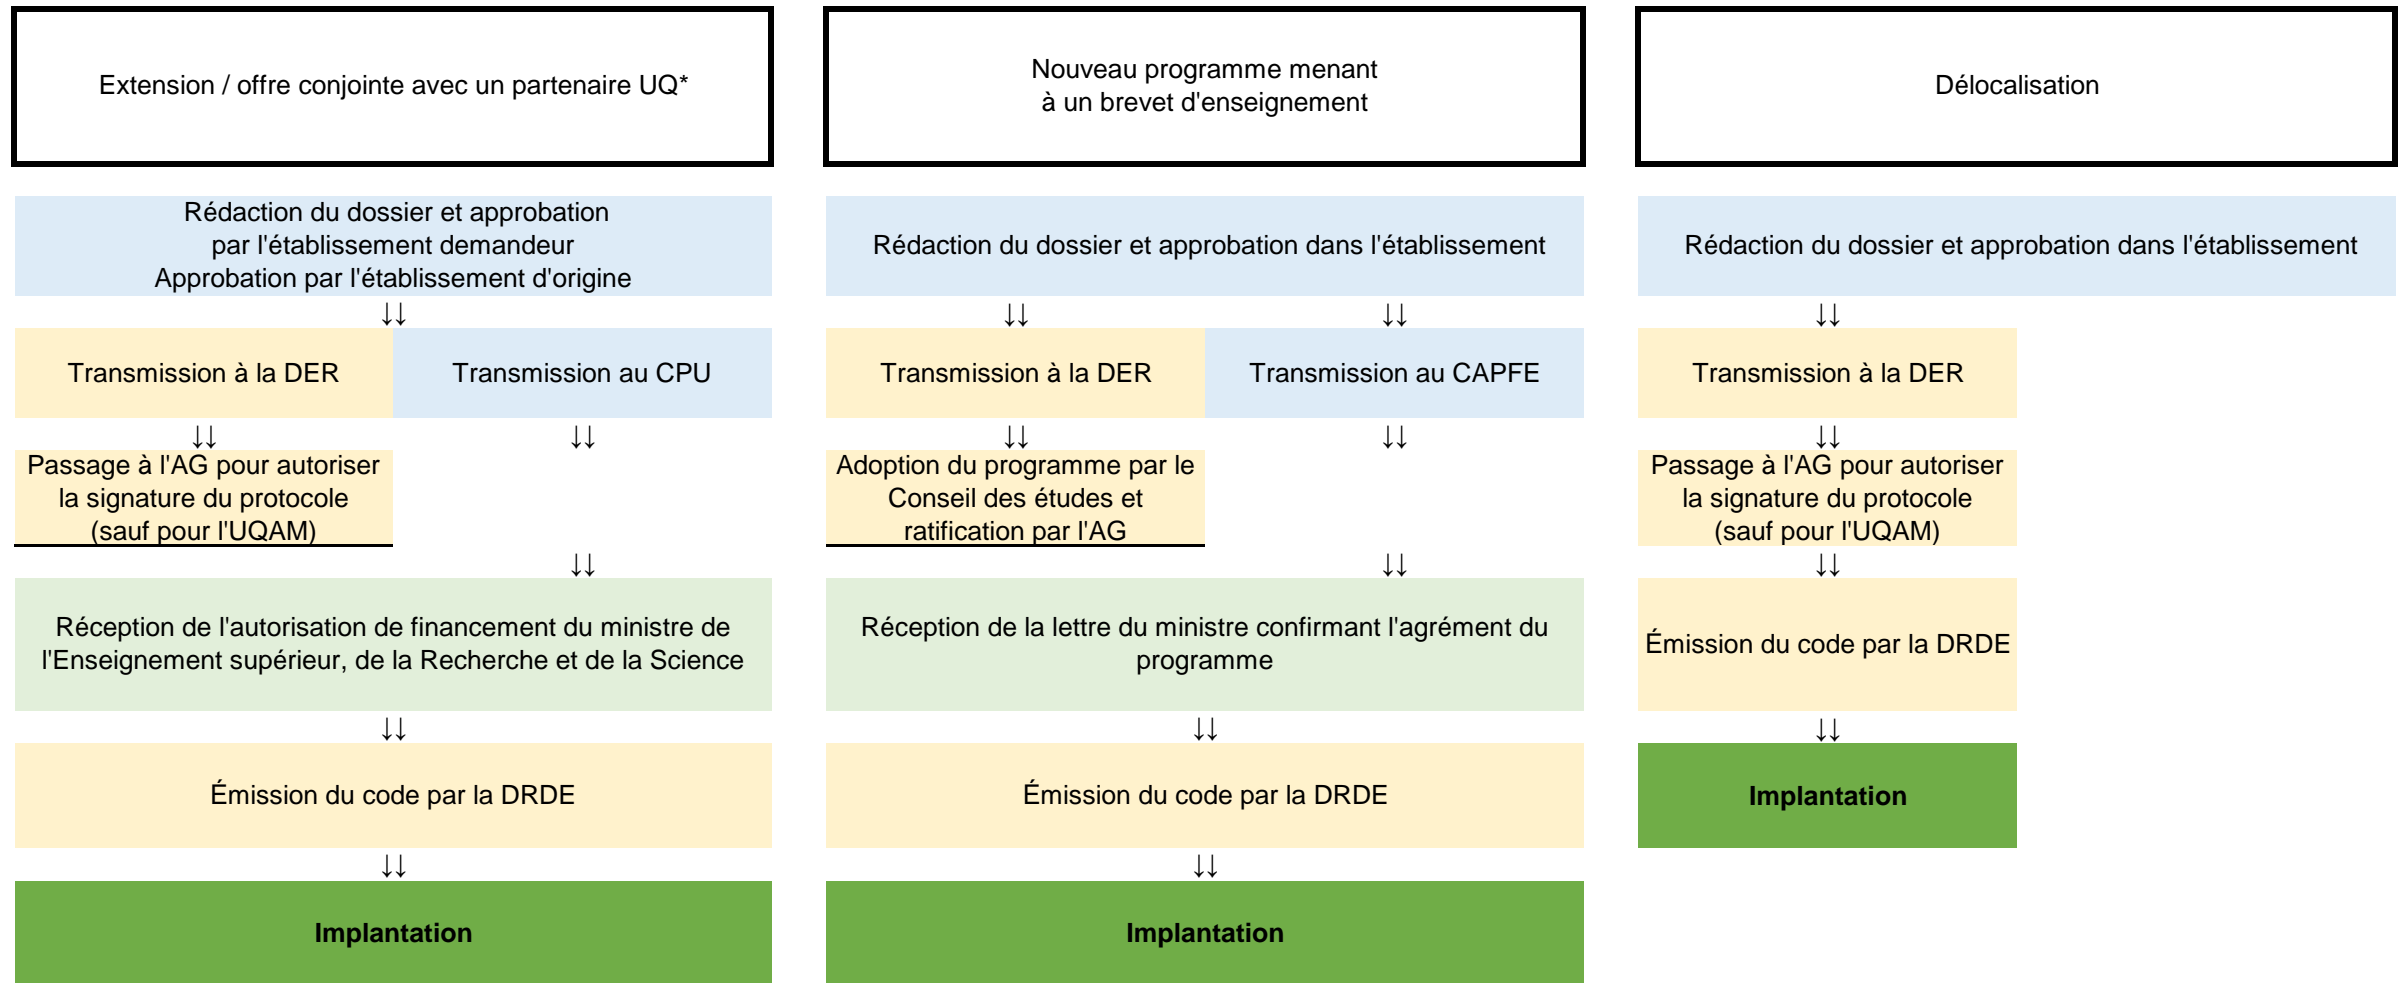 Extension / offre conjointe avec un partenaire UQ*
Rédaction du dossier et approbation
par l'établissement demandeur
Approbation par l'établissement d'origine
↓↓
Transmission à la DER
Transmission au CPU
↓↓
↓↓
Passage à l'AG pour autoriser
la signature du protocole
(sauf pour l'UQAM)
↓↓
Réception de l'autorisation de financement du ministre de
l'Enseignement supérieur, de la Recherche et de la Science
↓↓
Émission du code par la DRDE
↓↓
Implantation
Nouveau programme menant
à un brevet d'enseignement
Rédaction du dossier et approbation dans l'établissement
↓↓
↓↓
Transmission à la DER
Transmission au CAPFE
↓↓
↓↓
Adoption du programme par le
Conseil des études et
ratification par l'AG
↓↓
Réception de la lettre du ministre confirmant l'agrément du
programme
↓↓
Émission du code par la DRDE
↓↓
Implantation
Délocalisation
Rédaction du dossier et approbation dans l'établissement
↓↓
Transmission à la DER
↓↓
Passage à l'AG pour autoriser
la signature du protocole
(sauf pour l'UQAM)
↓↓
Émission du code par la DRDE
↓↓
Implantation